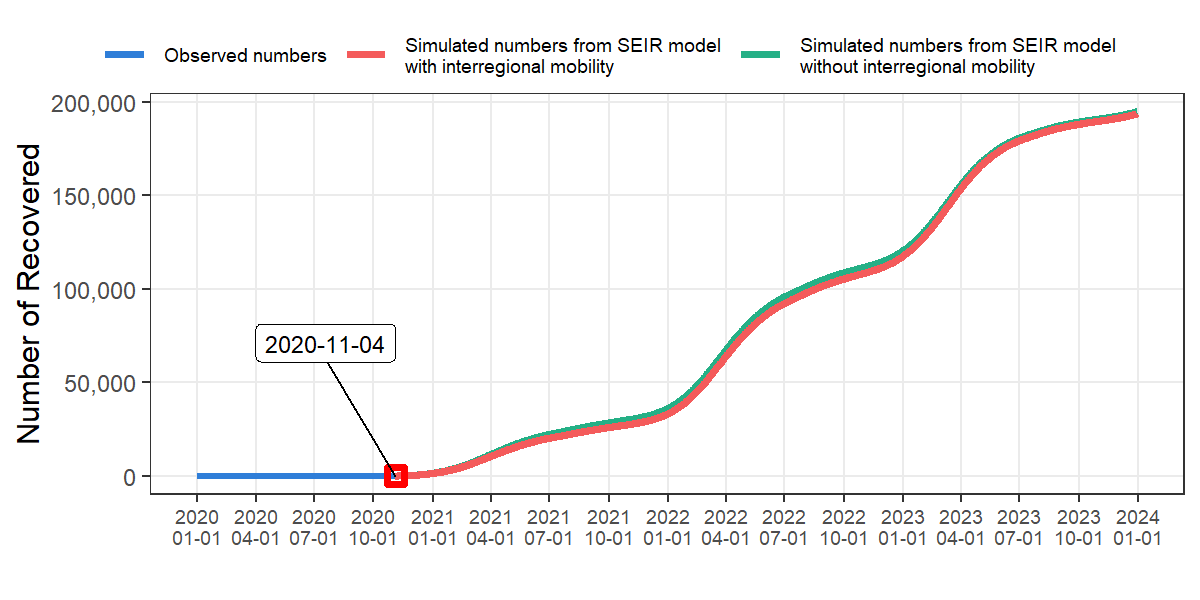 Observed numbers
Simulated numbers from SEIR model
with interregional mobility
Simulated numbers from SEIR model
without interregional mobility
Number of Recovered
200,000
150,000
100,000
50,000
0
2020-11-04
2020 2020 2020 2020 2021 2021 2021 2021 2022 2022 2022 2022 2023 2023 2023 2023 2024
01-01 04-01 07-01 10-01 01-01 04-01 07-01 10-01 01-01 04-01 07-01 10-01 01-01 04-01 07-01 10-01 01-01